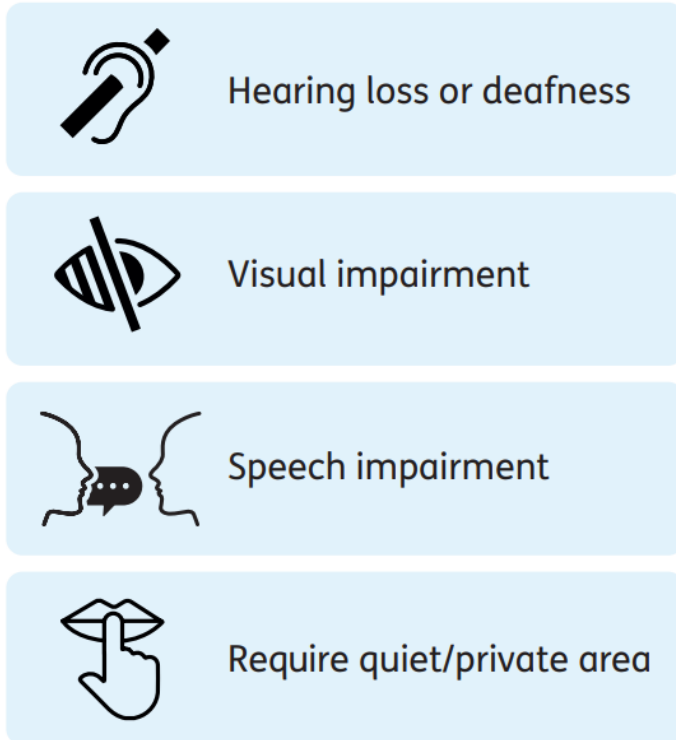 Hearing loss or deafness
Visual impairment
Speech impairment
Require quiet/private area